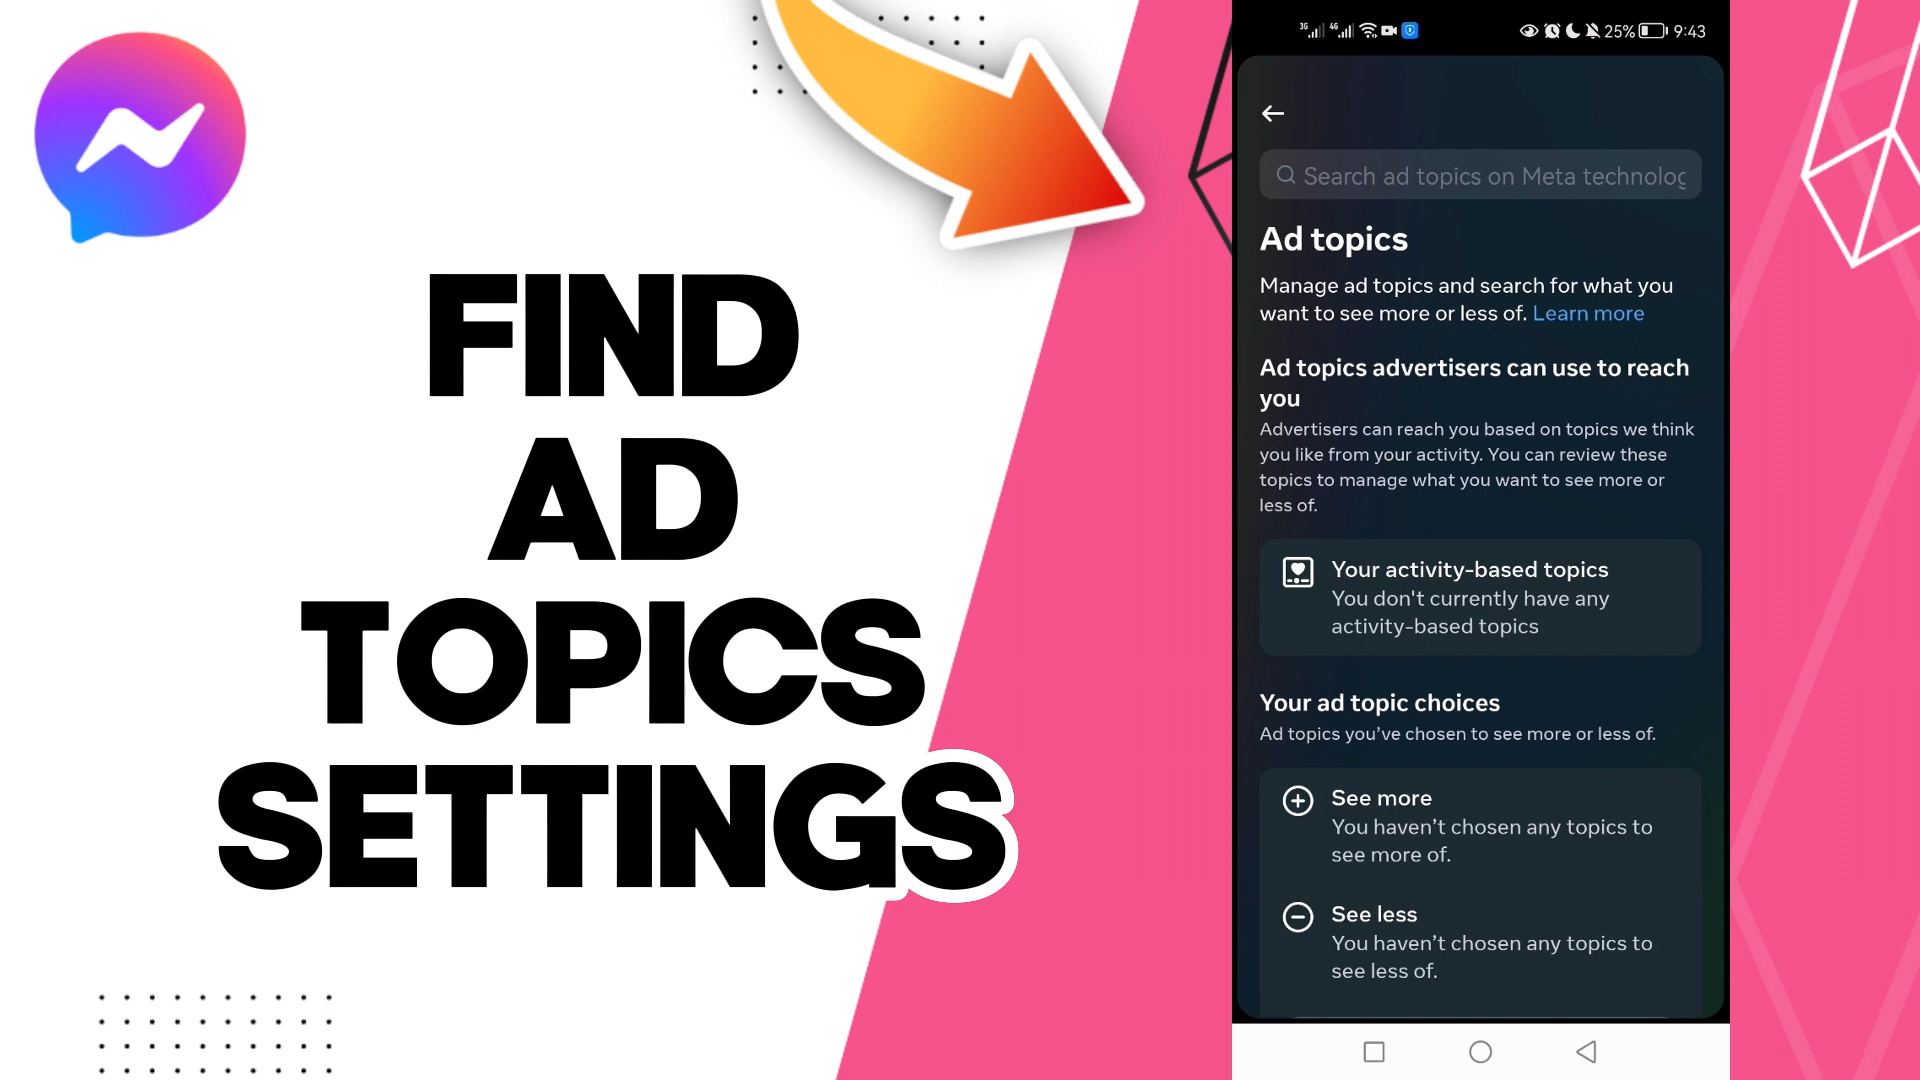 FIND
AD
TOPICS
SETTINGS
3G 4G 25% 9:43
Search ad topics on Meta technolog
Ad topics
Manage ad topics and search for what you
want to see more or less of. Learn more
Ad topics advertisers can use to reach
you
Advertisers can reach you based on topics we think
you like from your activity. You can review these
topics to manage what you want to see more or
less of.
Your activity-based topics
You don't currently have any
activity-based topics
Your ad topic choices
Ad topics you’ve chosen to see more or less of.
See more
You haven’t chosen any topics to
see more of.
See less
You haven’t chosen any topics to
see less of.